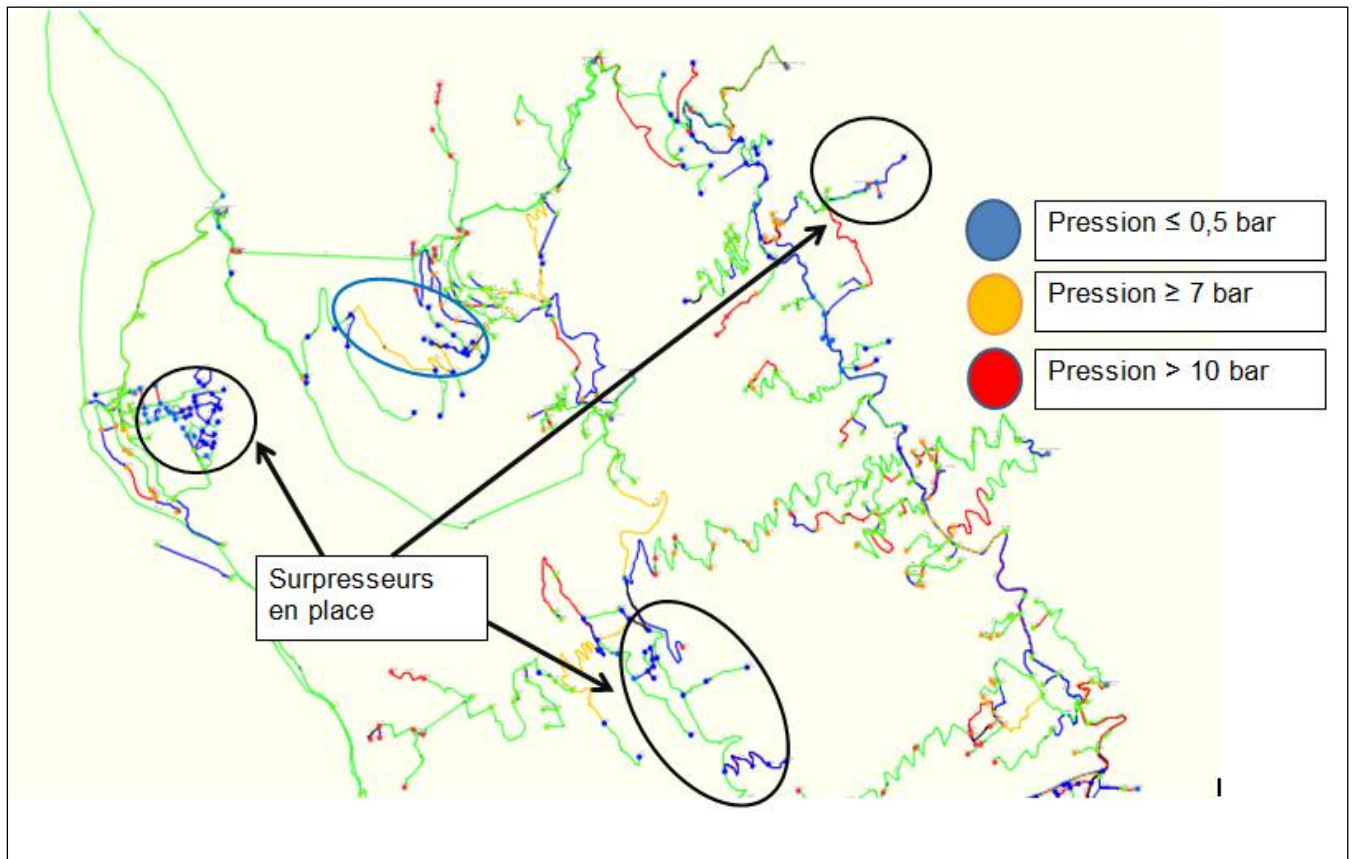 Pression ≤ 0,5 bar
Pression ≥ 7 bar
Pression > 10 bar
Surpresseurs
en place